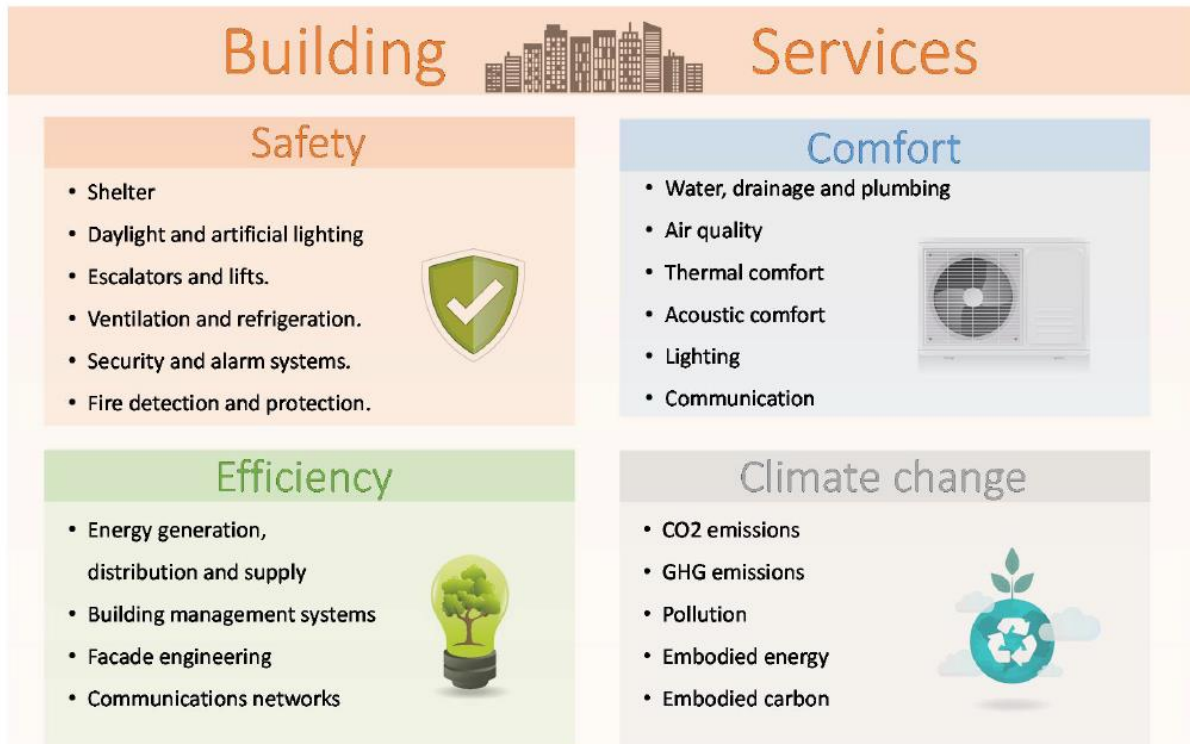 Building Services
Safety
• Shelter
• Daylight and artificial lighting
• Escalators and lifts.
• Ventilation and refrigeration.
• Security and alarm systems.
• Fire detection and protection.
Comfort
• Water, drainage and plumbing
• Air quality
• Thermal comfort
• Acoustic comfort
• Lighting
• Communication
Efficiency
• Energy generation,
distribution and supply
• Building management systems
• Facade engineering
• Communications networks
Climate change
• CO2 emissions
• GHG emissions
• Pollution
• Embodied energy
• Embodied carbon